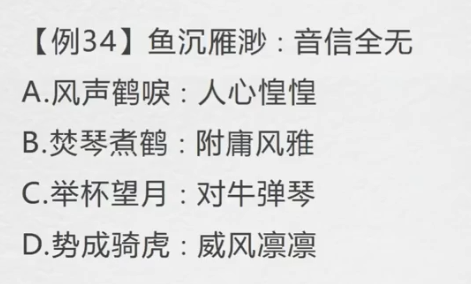 【例34】鱼沉雁渺：音信全无
A.风声鹤唳：人心惶惶
B.焚琴煮鹤：附庸风雅
C.举杯望月：对牛弹琴
D.势成骑虎：威风凛凛